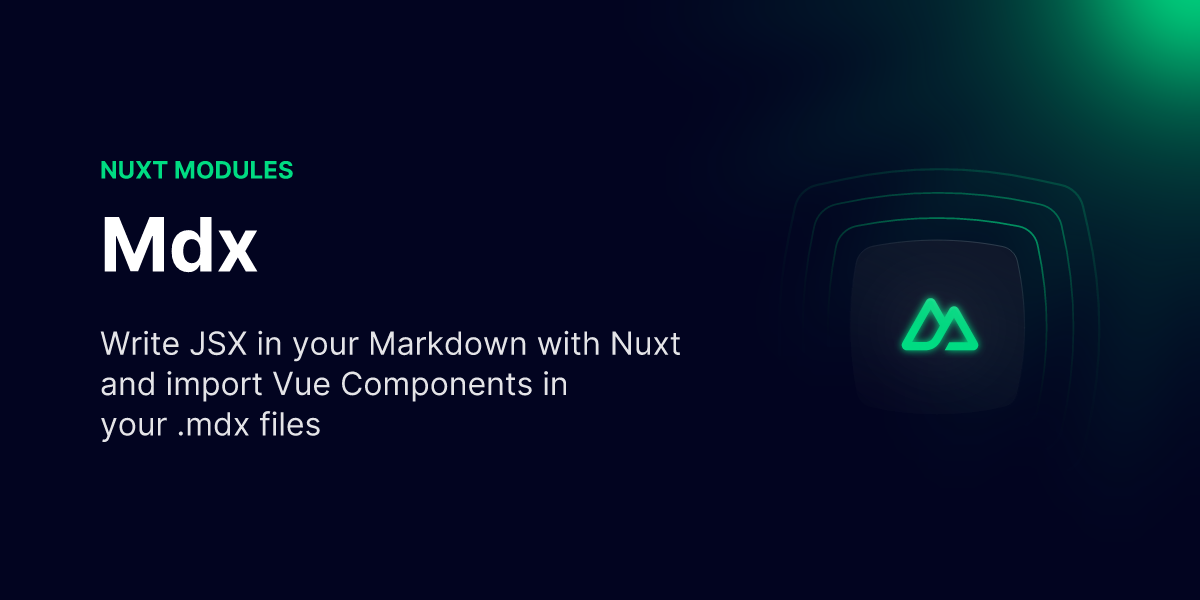 NUXT MODULES
Mdx
Write JSX in your Markdown with Nuxt
and import Vue Components in
your .mdx files